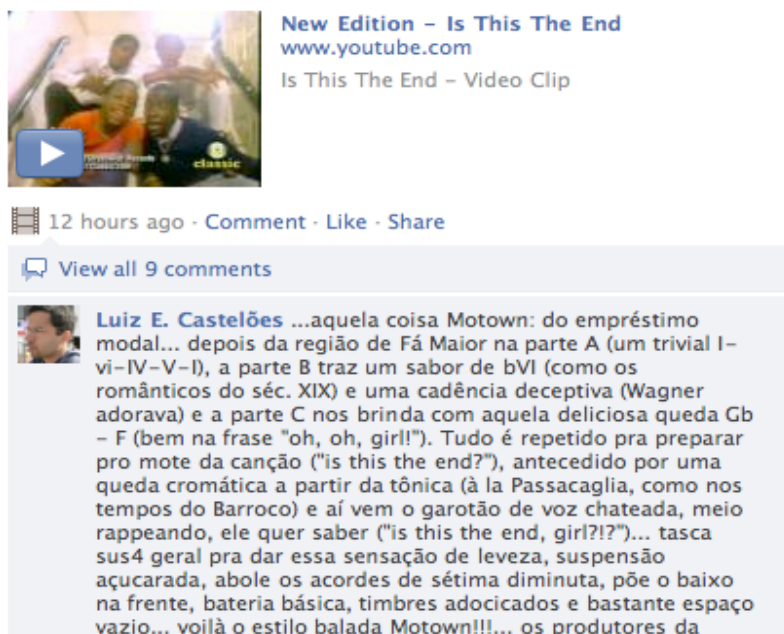 New Edition – Is This The End
www.youtube.com
Is This The End – Video Clip
classic
12 hours ago · Comment · Like · Share
View all 9 comments
Luiz E. Castelões ...aquela coisa Motown: do empréstimo
modal... depois da região de Fá Maior na parte A (um trivial I–
vi–IV–V–I), a parte B traz um sabor de bVI (como os
românticos do séc. XIX) e uma cadência deceptiva (Wagner
adorava) e a parte C nos brinda com aquela deliciosa queda Gb
– F (bem na frase "oh, oh, girl!"). Tudo é repetido pra preparar
pro mote da canção ("is this the end?"), antecedido por uma
queda cromática a partir da tônica (à la Passacaglia, como nos
tempos do Barroco) e aí vem o garotão de voz chateada, meio
rappeando, ele quer saber ("is this the end, girl?!?")... tasca
sus4 geral pra dar essa sensação de leveza, suspensão
açucarada, abole os acordes de sétima diminuta, põe o baixo
na frente, bateria básica, timbres adocicados e bastante espaço
vazio... voilà o estilo balada Motown!!!... os produtores da